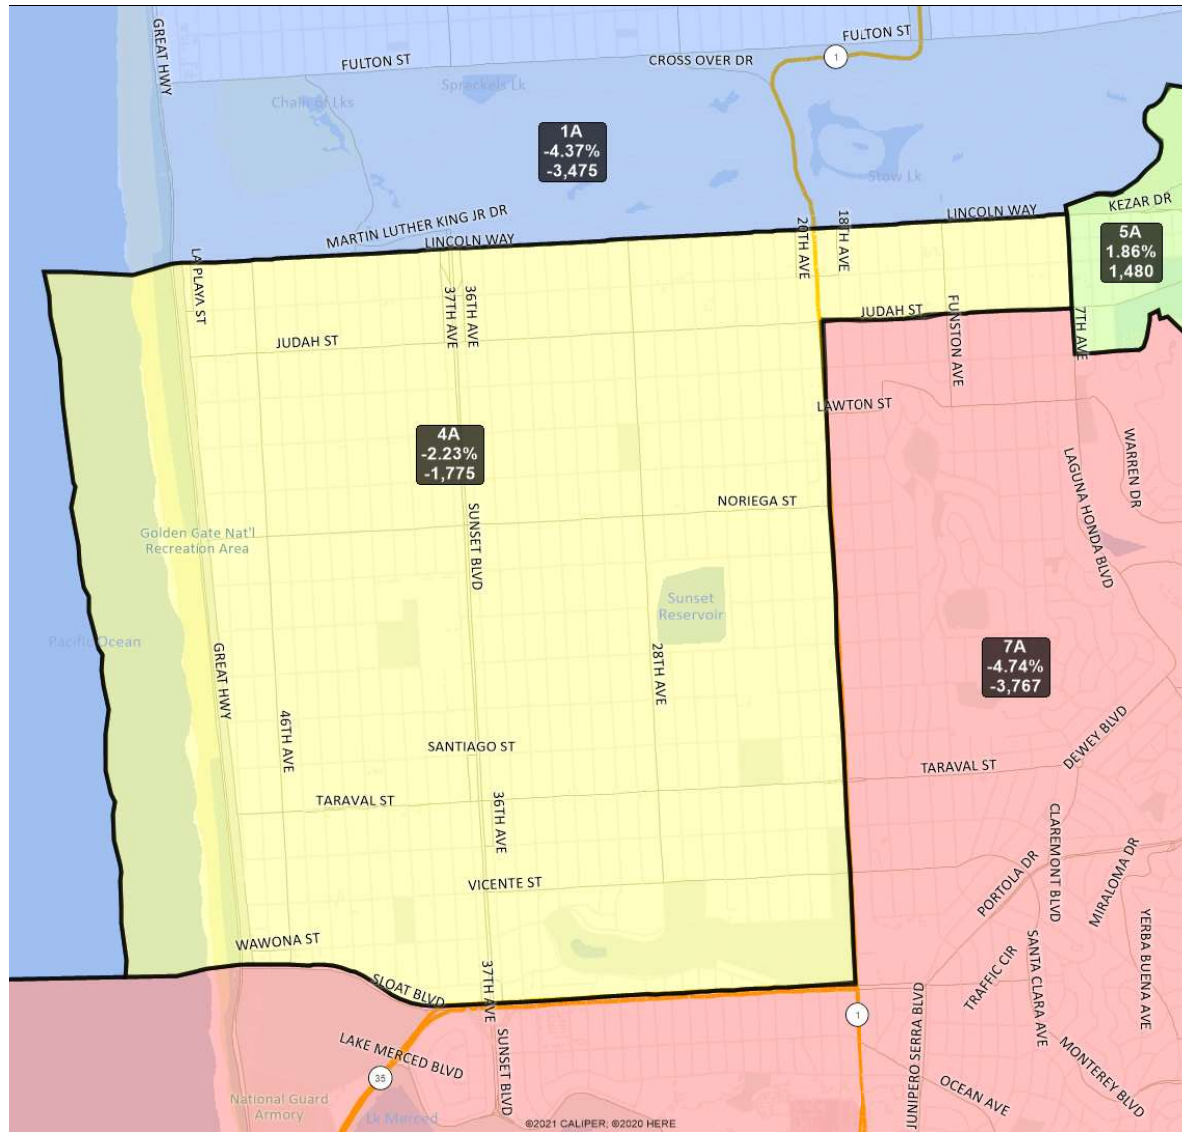 GREAT HWY
FULTON ST
CROSS OVER DR
1
FULTON ST
Spreckels Lk
Chain of Lks
1A
-4.37%
-3,475
Stow Lk
KEZAR DR
LINCOLN WAY
MARTIN LUTHER KING JR DR
LINCOLN WAY
20TH AVE
18TH AVE
5A
1.86%
1,480
LA PLAYA ST
37TH AVE
36TH AVE
JUDAH ST
FUNSTON AVE
7TH AVE
JUDAH ST
LAWTON ST
4A
-2.23%
-1,775
WARREN DR
LAGUNA HONDA BLVD
NORIEGA ST
SUNSET BLVD
Golden Gate Nat'l
Recreation Area
Sunset
Reservoir
Pacific Ocean
GREAT HWY
28TH AVE
7A
-4.74%
-3,767
46TH AVE
DEWEY BLVD
SANTIAGO ST
TARAVAL ST
TARAVAL ST
36TH AVE
CLAREMONT BLVD
MIRALOMA DR
PORTOLA DR
VICENTE ST
YERBA BUENA AVE
WAWONA ST
SANTA CLARA AVE
TRAFFIC CIR
SLOAT BLVD
37TH AVE
JUNIPERO SERRA BLVD
1
SUNSET BLVD
LAKE MERCED BLVD
MONTEREY BLVD
35
OCEAN AVE
National Guard
Armory
Lk Merced
©2021 CALIPER; ©2020 HERE